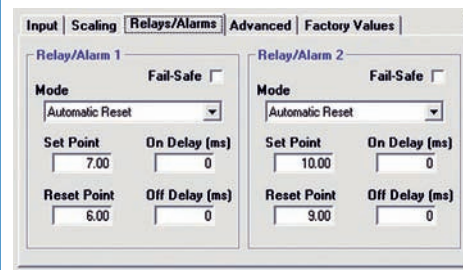 Input Scaling Relays/Alarms Advanced Factory Values
Relay/Alarm 1
Fail-Safe
Mode
Automatic Reset
Set Point On Delay (ms)
7.00 0
Reset Point Off Delay (ms)
6.00 0
Relay/Alarm 2
Fail-Safe
Mode
Automatic Reset
Set Point On Delay (ms)
10.00 0
Reset Point Off Delay (ms)
9.00 0